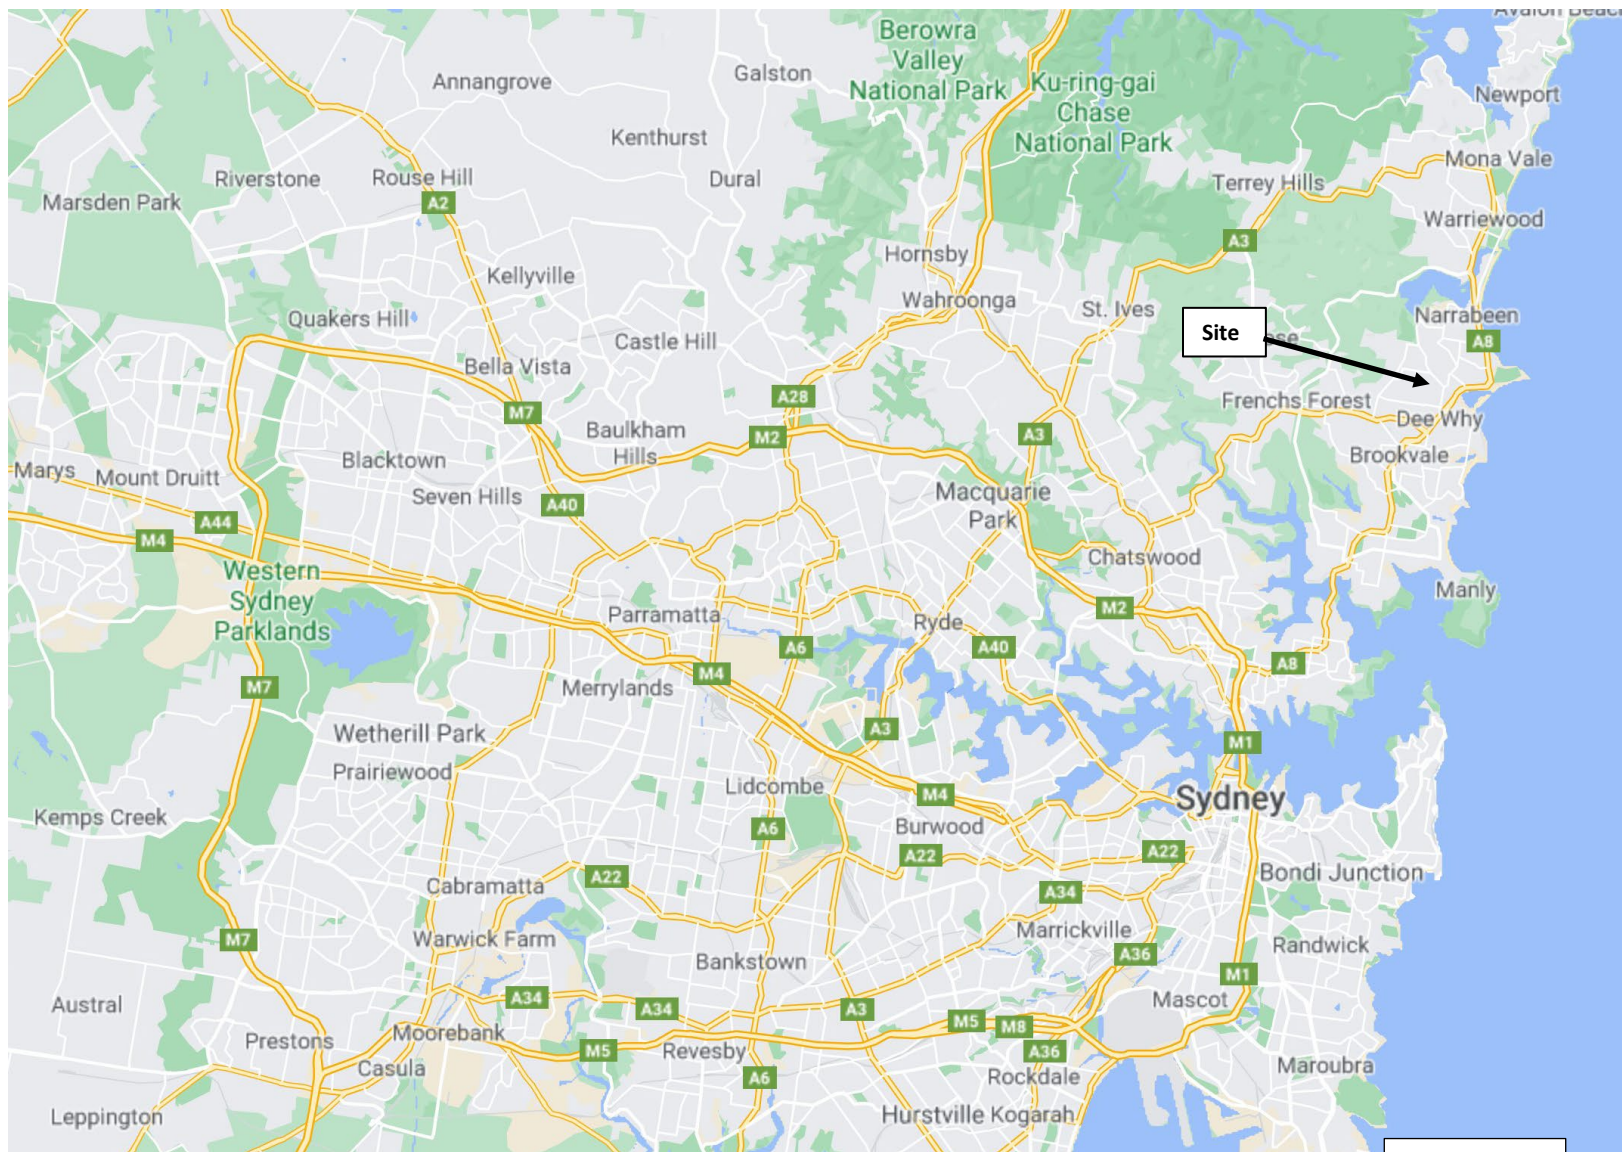 Avalon Beach
Berowra
Valley
National Park
Galston
Annangrove
Ku-ring-gai
Chase
National Park
Newport
Kenthurst
Mona Vale
Riverstone
Rouse Hill
Dural
Terrey Hills
Marsden Park
A2
Warriewood
A3
Hornsby
Kellyville
Wahroonga
St. Ives
Quakers Hill
Narrabeen
Site
Castle Hill
A8
Bella Vista
A28
Frenchs Forest
M7
Dee Why
Baulkham
Hills
M2
A3
Brookvale
Blacktown
Marys
Mount Druitt
Seven Hills
Macquarie
Park
A40
A44
M4
Chatswood
Western
Sydney
Parklands
Manly
M2
Parramatta
Ryde
A6
A40
A8
M4
M7
Merrylands
A3
Wetherill Park
M1
Prairiewood
Lidcombe
M4
Sydney
Kemps Creek
A6
Burwood
A22
A22
Bondi Junction
A22
Cabramatta
A34
Marrickville
M7
Warwick Farm
Randwick
A36
Bankstown
M1
Austral
A34
A34
A3
Mascot
M5
M8
Prestons
Moorebank
M5
Revesby
A36
Casula
A6
Rockdale
Maroubra
Leppington
Hurstville
Kogarah